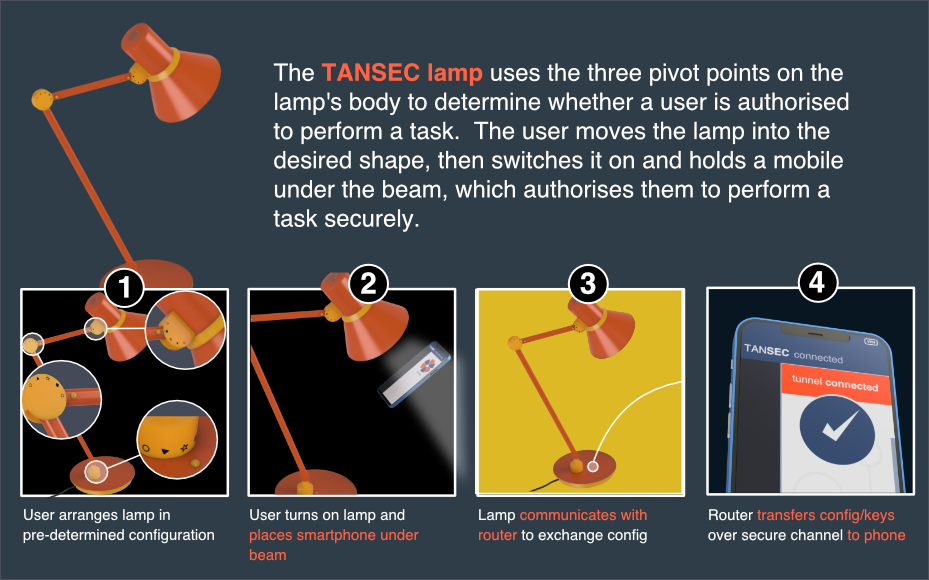 The TANSEC lamp uses the three pivot points on the
lamp's body to determine whether a user is authorised
to perform a task.  The user moves the lamp into the
desired shape, then switches it on and holds a mobile
under the beam, which authorises them to perform a
task securely.
1
2
3
4
TANSEC connected
tunnel connected
User arranges lamp in
pre-determined configuration
User turns on lamp and
places smartphone under
beam
Lamp communicates with
router to exchange config
Router transfers config/keys
over secure channel to phone